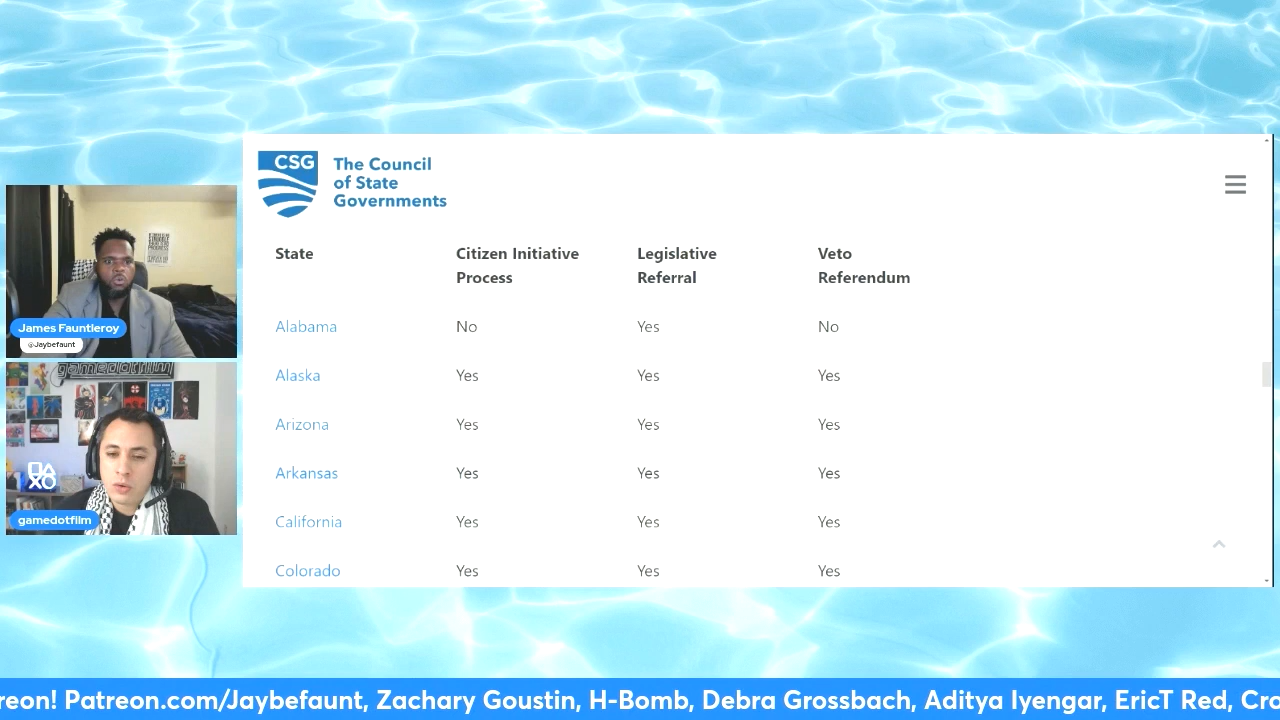 CSG
The Council
of State
Governments
State
Citizen Initiative
Process
Legislative
Referral
Veto
Referendum
Alabama No Yes No
Alaska Yes Yes Yes
Arizona Yes Yes Yes
Arkansas Yes Yes Yes
California Yes Yes Yes
Colorado Yes Yes Yes
James Fauntleroy
@Jaybefaunt
gamedotfilm
gamedotfilm
reon! Patreon.com/Jaybefaunt, Zachary Goustin, H-Bomb, Debra Grossbach, Aditya Iyengar, EricT Red, Cro